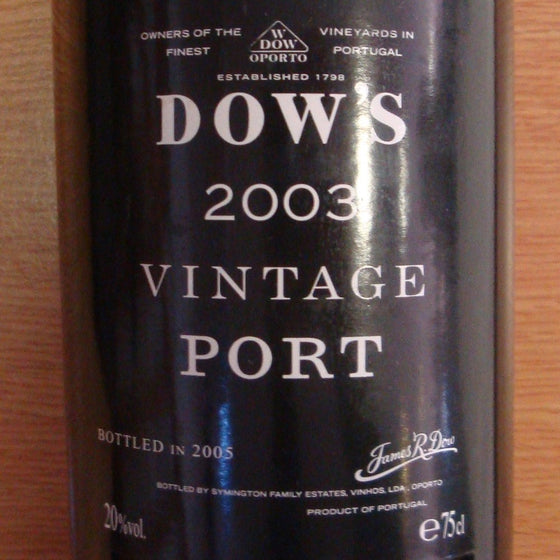 OWNERS OF THE W VINEYARDS IN
FINEST DOW PORTUGAL
OPORTO
ESTABLISHED 1798
DOW'S
2003
VINTAGE
PORT
BOTTLED IN 2005
James R. Dow
BOTTLED BY SYMINGTON FAMILY ESTATES, VINHOS, LDA., OPORTO
PRODUCT OF PORTUGAL
20%vol.
e75cl